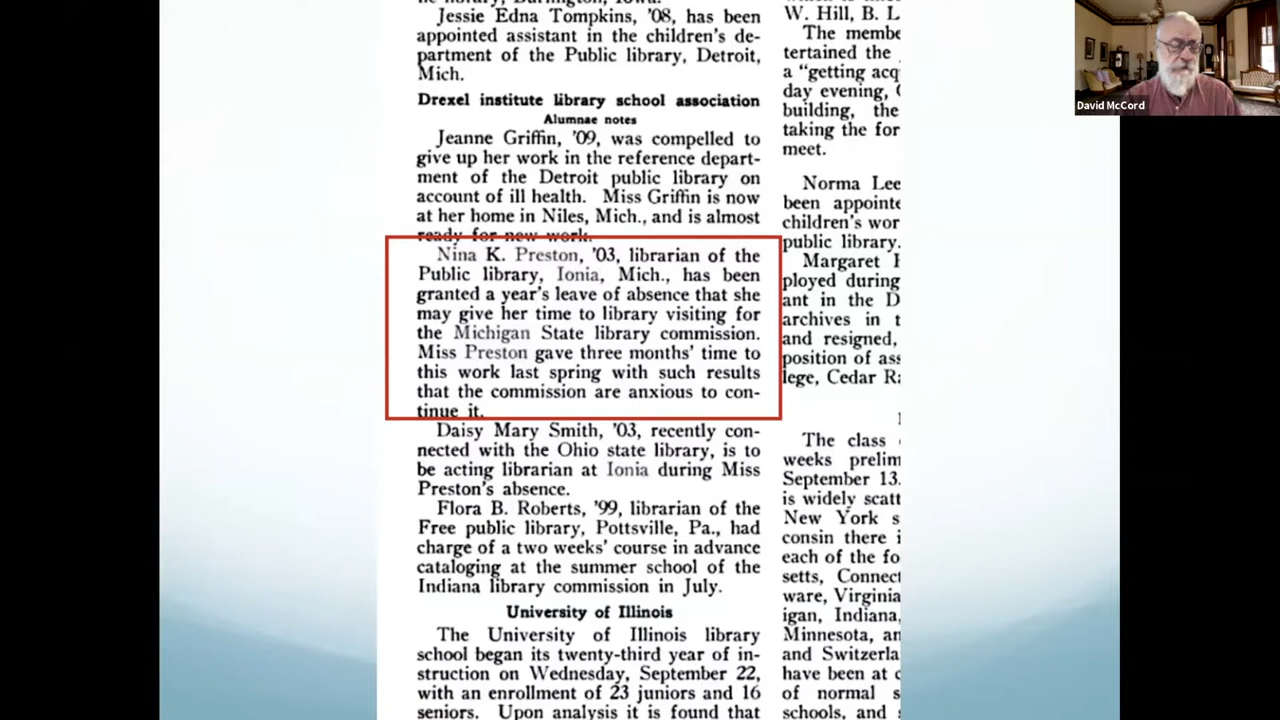 Jessie Edna Tompkins, '08, has been
appointed assistant in the children's de-
partment of the Public library, Detroit,
Mich.
Drexel institute library school association
Alumnae notes
Jeanne Griffin, '09, was compelled to
give up her work in the reference depart-
ment of the Detroit public library on
account of ill health. Miss Griffin is now
at her home in Niles, Mich., and is almost
ready for new work.
Nina K. Preston, '03, librarian of the
Public library, Ionia, Mich., has been
granted a year's leave of absence that she
may give her time to library visiting for
the Michigan State library commission.
Miss Preston gave three months' time to
this work last spring with such results
that the commission are anxious to con-
tinue it.
Daisy Mary Smith, '03, recently con-
nected with the Ohio state library, is to
be acting librarian at Ionia during Miss
Preston's absence.
Flora B. Roberts, '99, librarian of the
Free public library, Pottsville, Pa., had
charge of a two weeks' course in advance
cataloging at the summer school of the
Indiana library commission in July.
University of Illinois
The University of Illinois library
school began its twenty-third year of in-
struction on Wednesday, September 22,
with an enrollment of 23 juniors and 16
seniors. Upon analysis it is found that
W. Hill, B. L
The membe
tertained the
a "getting acq
day evening,
building, the
taking the for
meet.
Norma Lee
been appointe
children's wor
public library.
Margaret
ployed during
ant in the D
archives in t
and resigned,
position of ass
lege, Cedar Ra
The class
weeks prelim
September 13.
is widely scatt
New York s
consin there i
each of the fo
setts, Connect
ware, Virginia
igan, Indiana,
Minnesota, an
and Switzerla
have been at c
of normal s
schools, and
David McCord